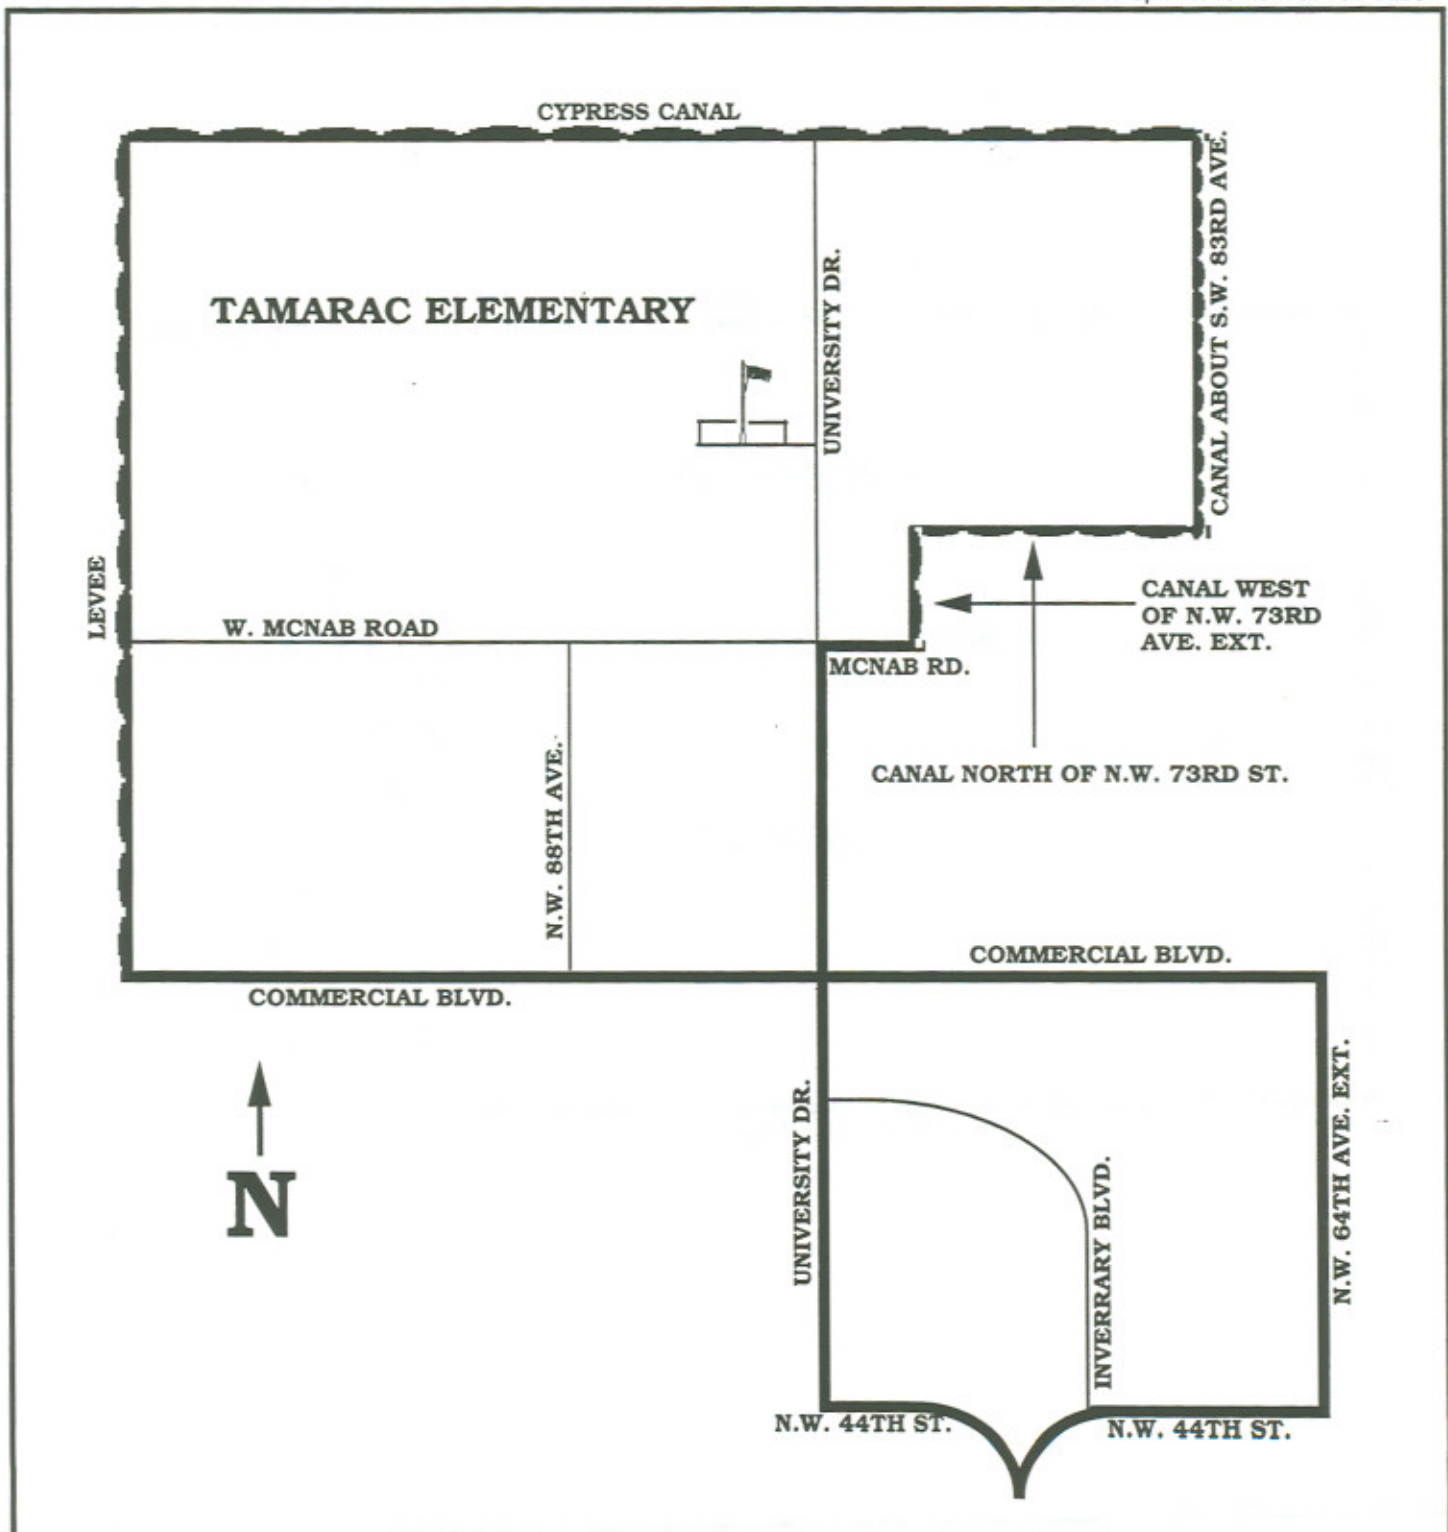 CYPRESS CANAL
CANAL ABOUT S.W. 83RD AVE.
TAMARAC ELEMENTARY
UNIVERSITY DR.
LEVEE
CANAL WEST
OF N.W. 73RD
AVE. EXT.
W. MCNAB ROAD
MCNAB RD.
N.W. 88TH AVE.
CANAL NORTH OF N.W. 73RD ST.
COMMERCIAL BLVD.
COMMERCIAL BLVD.
N
UNIVERSITY DR.
INVERRARY BLVD.
N.W. 64TH AVE. EXT.
N.W. 44TH ST.
N.W. 44TH ST.